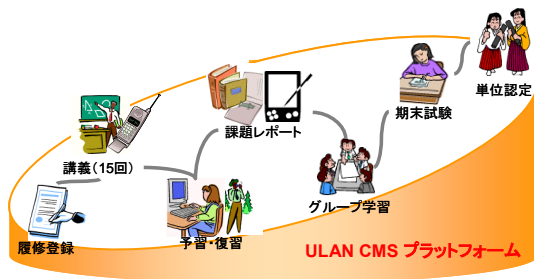 履修登録
講義（15回）
予習・復習
課題レポート
グループ学習
期末試験
単位認定
ULAN CMS プラットフォーム